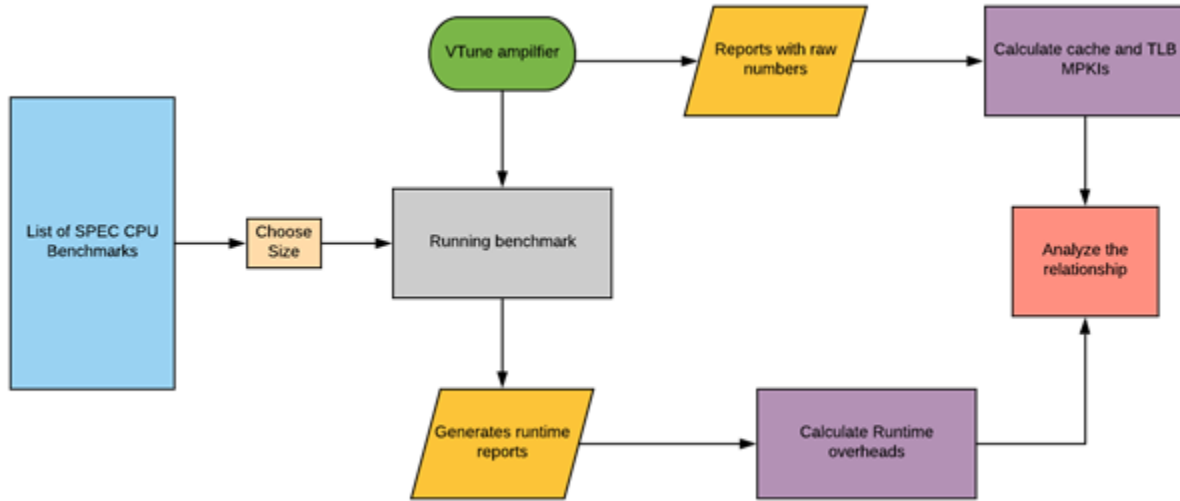 VTune ampilfier
Reports with raw
numbers
Calculate cache and TLB
MPKIs
List of SPEC CPU
Benchmarks
Choose
Size
Running benchmark
Analyze the
relationship
Generates runtime
reports
Calculate Runtime
overheads